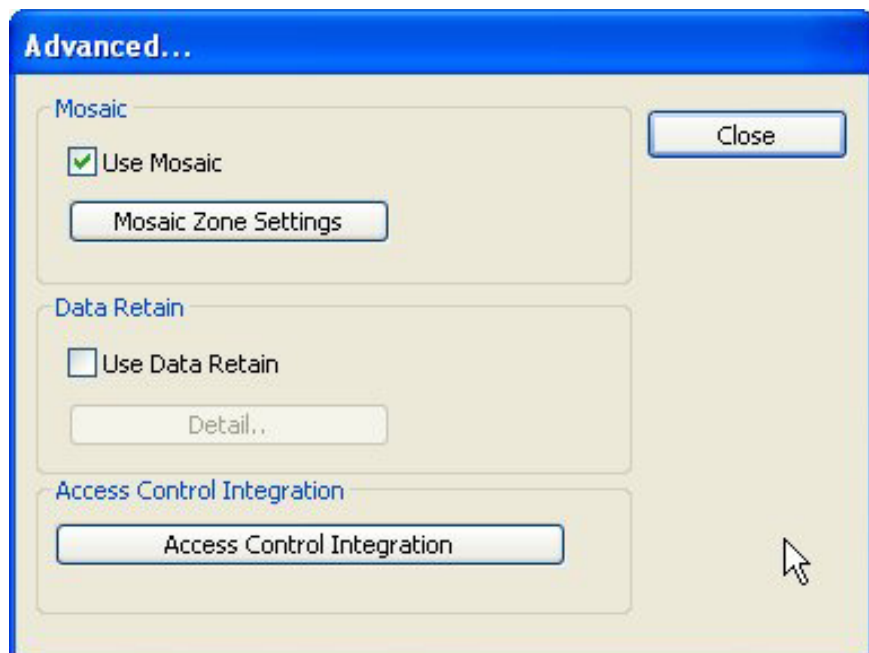 Advanced...
Mosaic
Close
Use Mosaic
Mosaic Zone Settings
Data Retain
Use Data Retain
Detail..
Access Control Integration
Access Control Integration